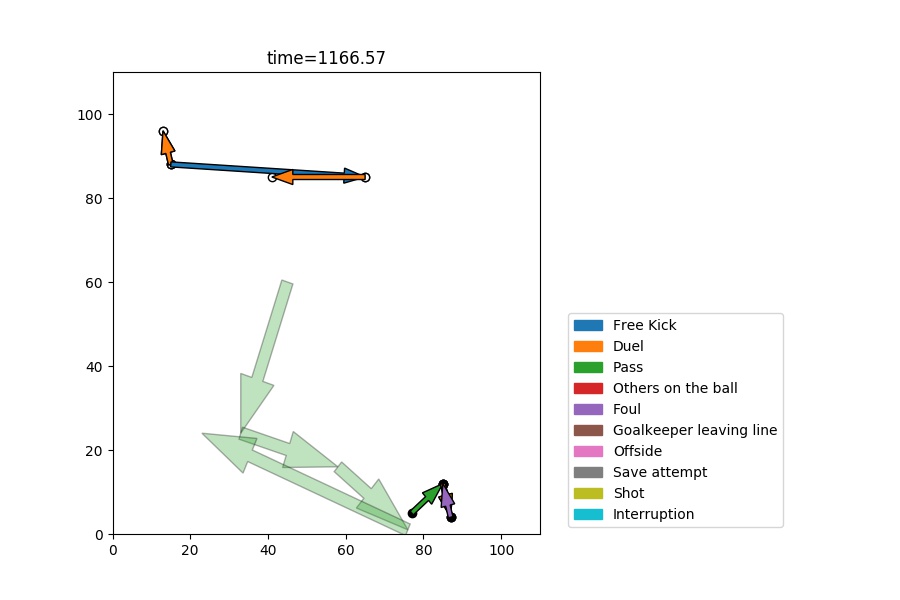 time=1166.57
100
80
60
40
20
0
0 20 40 60 80 100
Free Kick
Duel
Pass
Others on the ball
Foul
Goalkeeper leaving line
Offside
Save attempt
Shot
Interruption